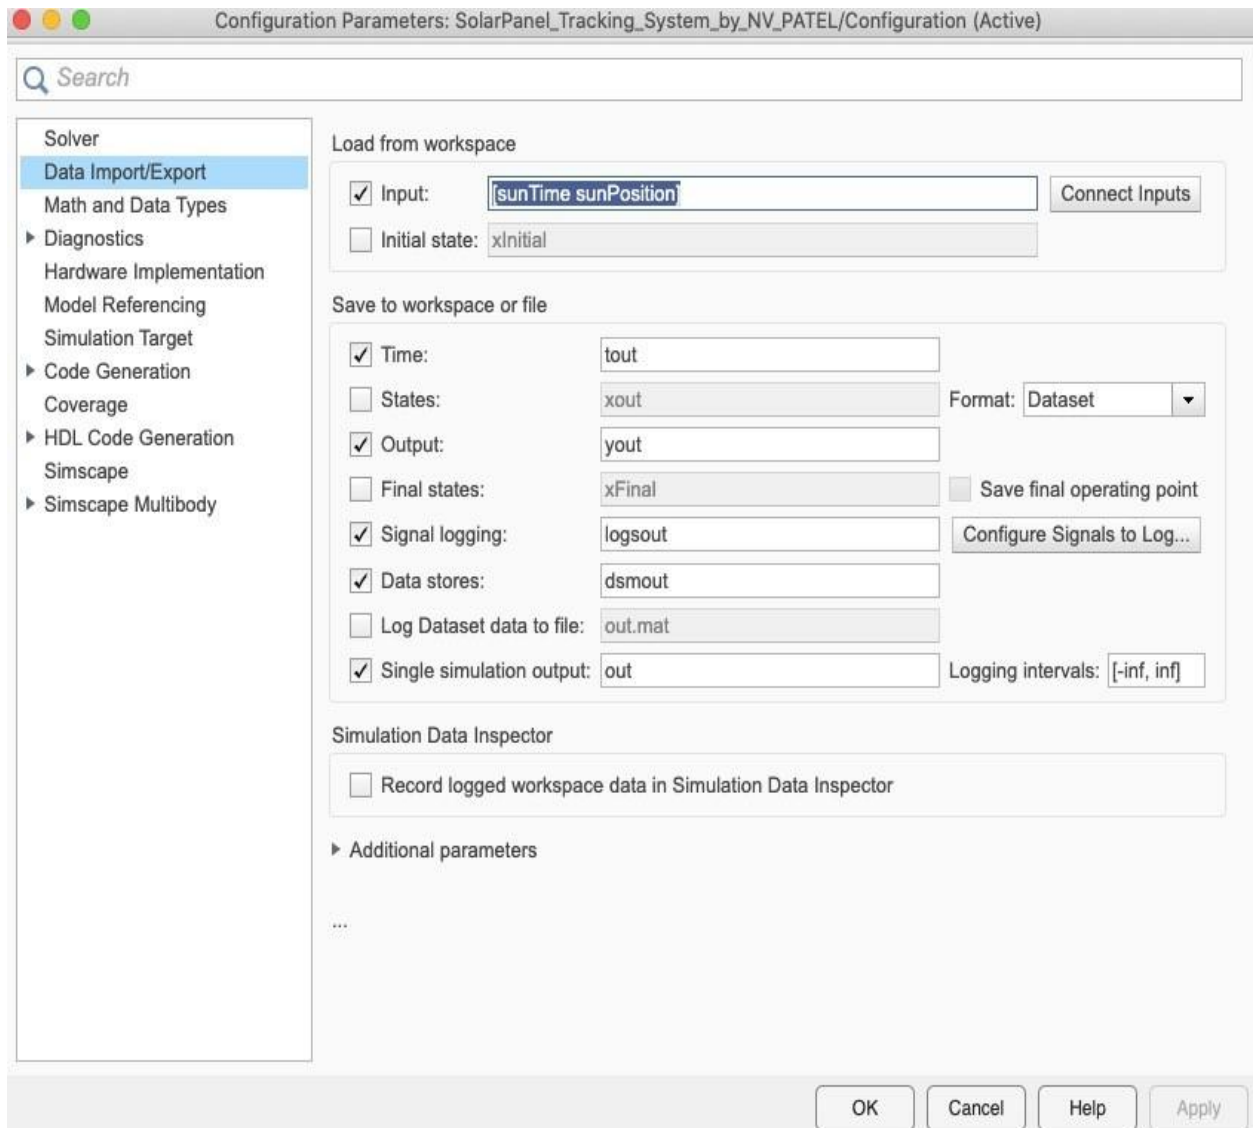 Configuration Parameters: SolarPanel_Tracking_System_by_NV_PATEL/Configuration (Active)
Search
Solver
Data Import/Export
Math and Data Types
Diagnostics
Hardware Implementation
Model Referencing
Simulation Target
Code Generation
Coverage
HDL Code Generation
Simscape
Simscape Multibody
Load from workspace
Input: [sunTime sunPosition] Connect Inputs
Initial state: xInitial
Save to workspace or file
Time: tout
States: xout Format: Dataset
Output: yout
Final states: xFinal Save final operating point
Signal logging: logsout Configure Signals to Log...
Data stores: dsmout
Log Dataset data to file: out.mat
Single simulation output: out Logging intervals: [-inf, inf]
Simulation Data Inspector
Record logged workspace data in Simulation Data Inspector
Additional parameters
...
OK Cancel Help Apply